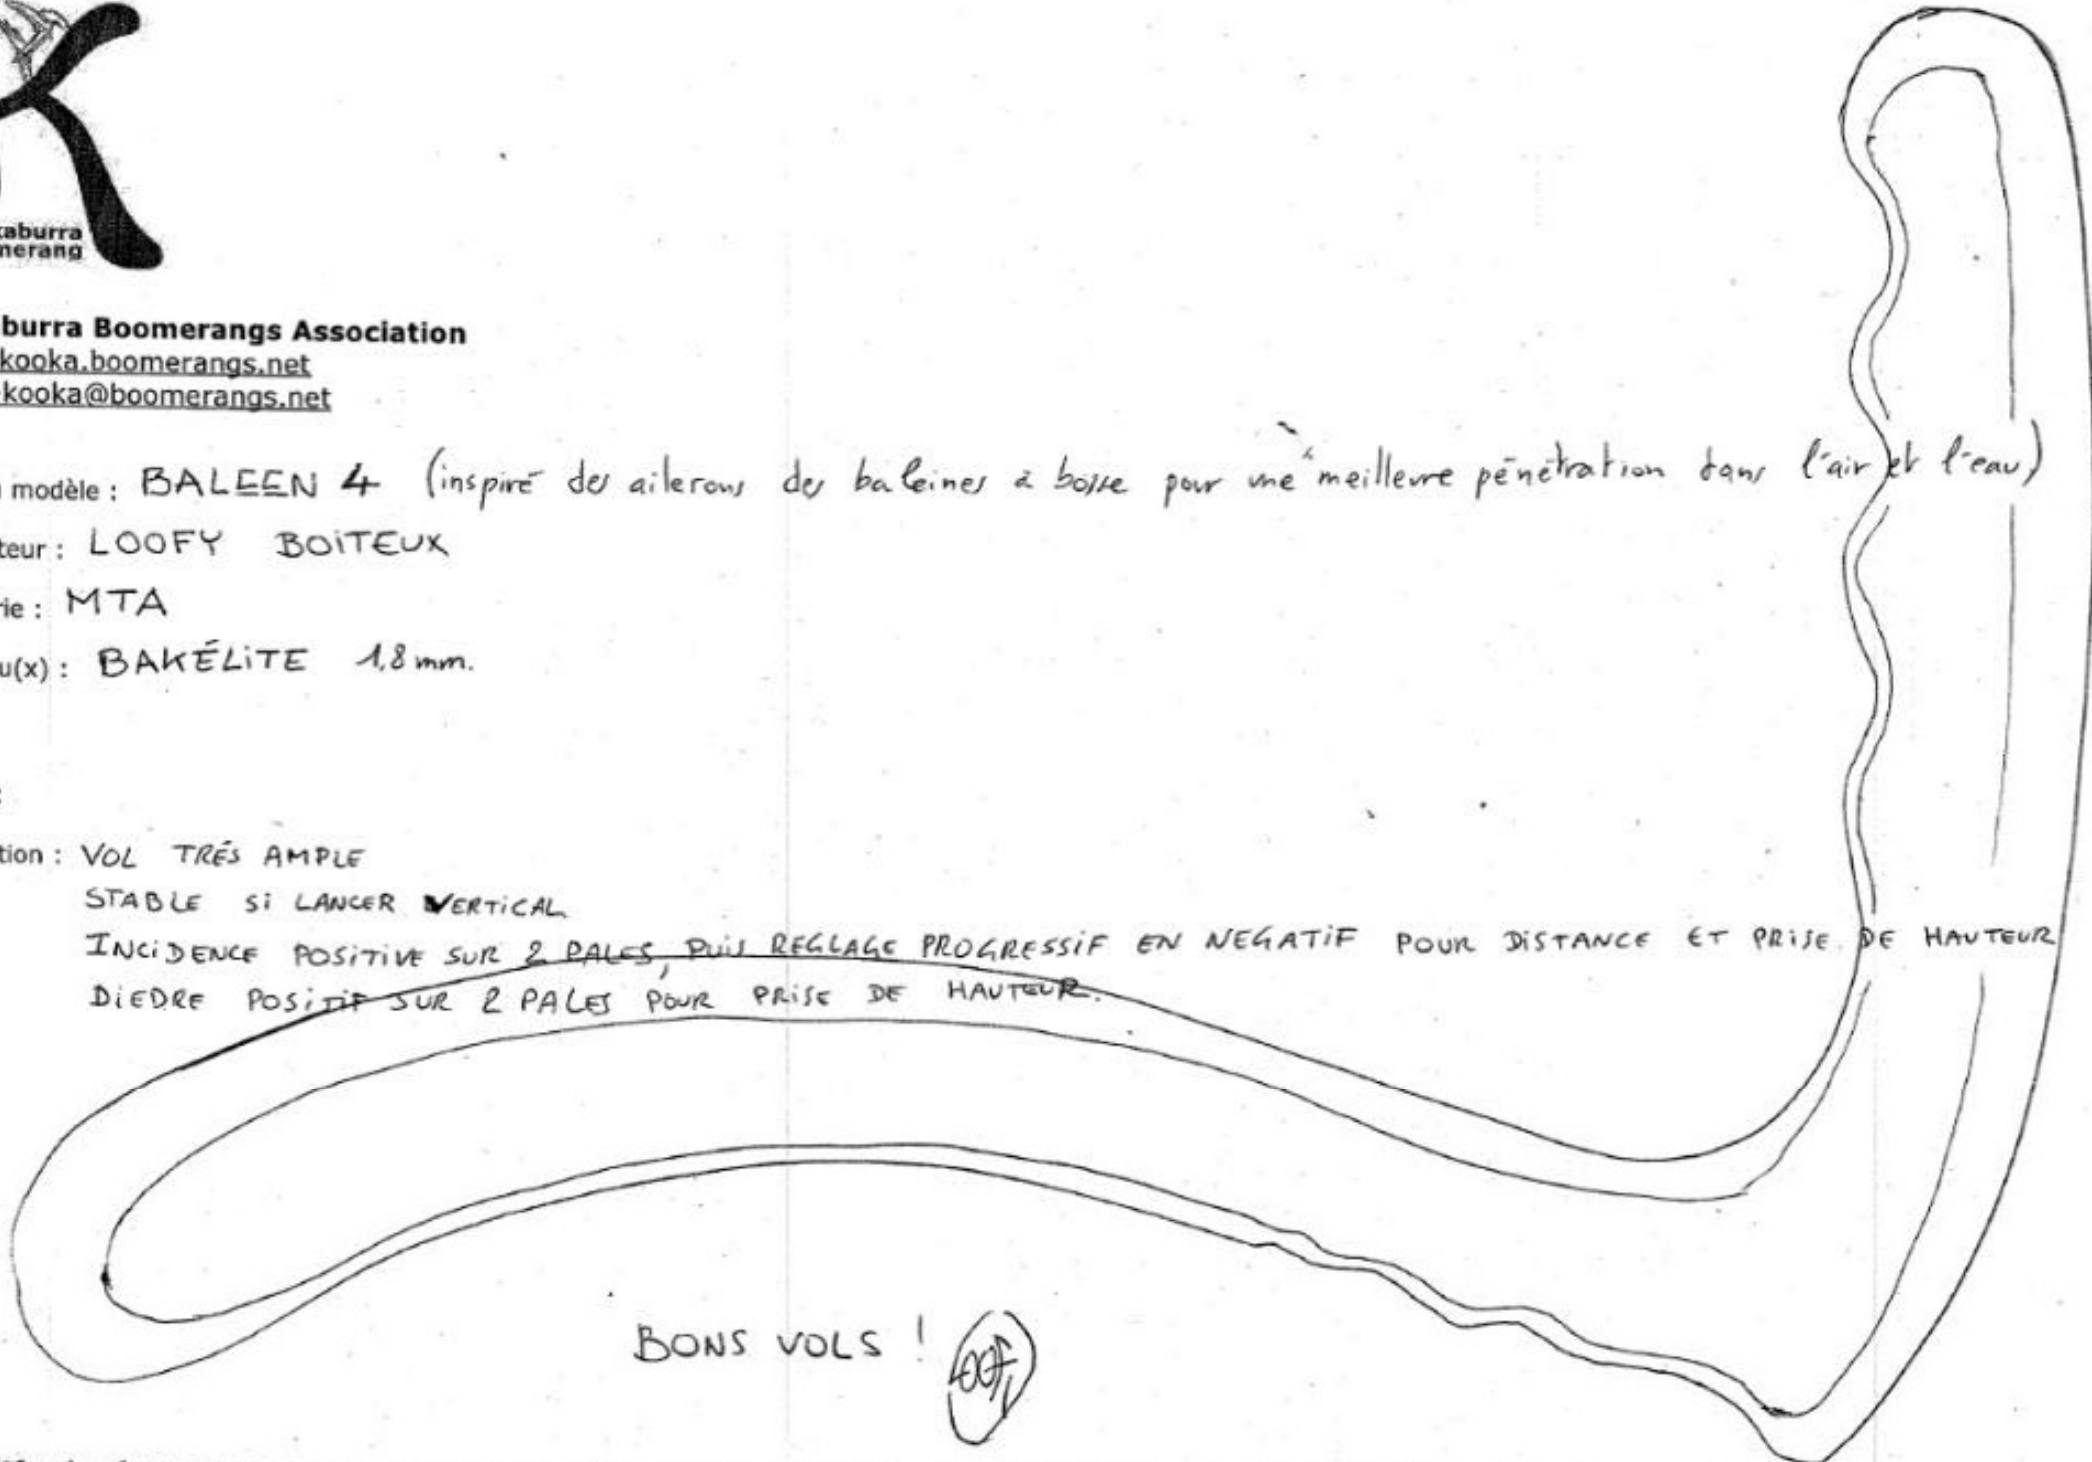 kaburra
merang
burra Boomerangs Association
kooka.boomerangs.net
kooka@boomerangs.net
modèle : BALEEN 4 (inspiré des ailerons des baleines à bosse pour une meilleure pénétration dans l'air et l'eau)
teur : LOOFY BOITEUX
rie : MTA
u(x) : BAKÉLITE 1,8 mm.
:
tion : VOL TRÉS AMPLE
STABLE SI LANCER VERTICAL
INCIDENCE POSITIVE SUR 2 PALES, PUIS REGLAGE PROGRESSIF EN NEGATIF POUR DISTANCE ET PRISE DE HAUTEUR
DIEDRE POSITIF SUR 2 PALES POUR PRISE DE HAUTEUR.
BONS VOLS !